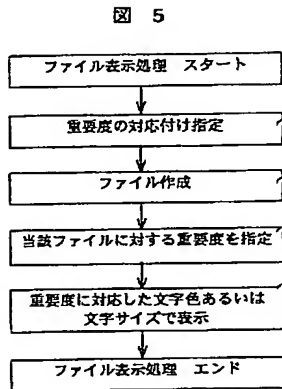 図 5
ファイル表示処理 スタート
重要度の対応付け指定
ファイル作成
当該ファイルに対する重要度を指定
重要度に対応した文字色あるいは
文字サイズで表示
ファイル表示処理 エンド